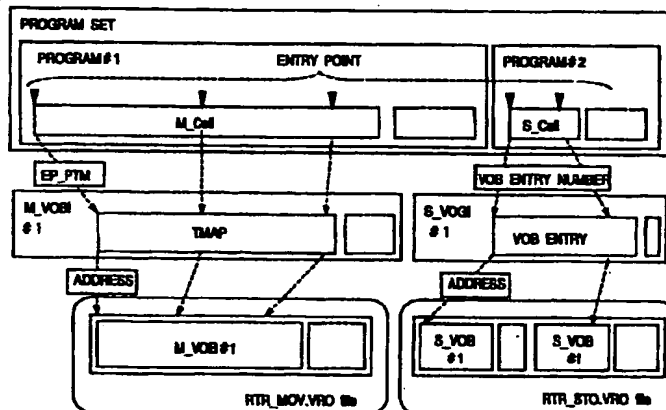 PROGRAM SET
PROGRAM#1
ENTRY POINT
PROGRAM#2
M_Cell
S_Cell
EP_PTM
VOB ENTRY NUMBER
M_VOBI
#1
TMAP
S_VOGI
#1
VOB ENTRY
ADDRESS
ADDRESS
M_VOB#1
S_VOB
#1
S_VOB
#1
RTR_MOV.VRO file
RTR_STO.VRO file